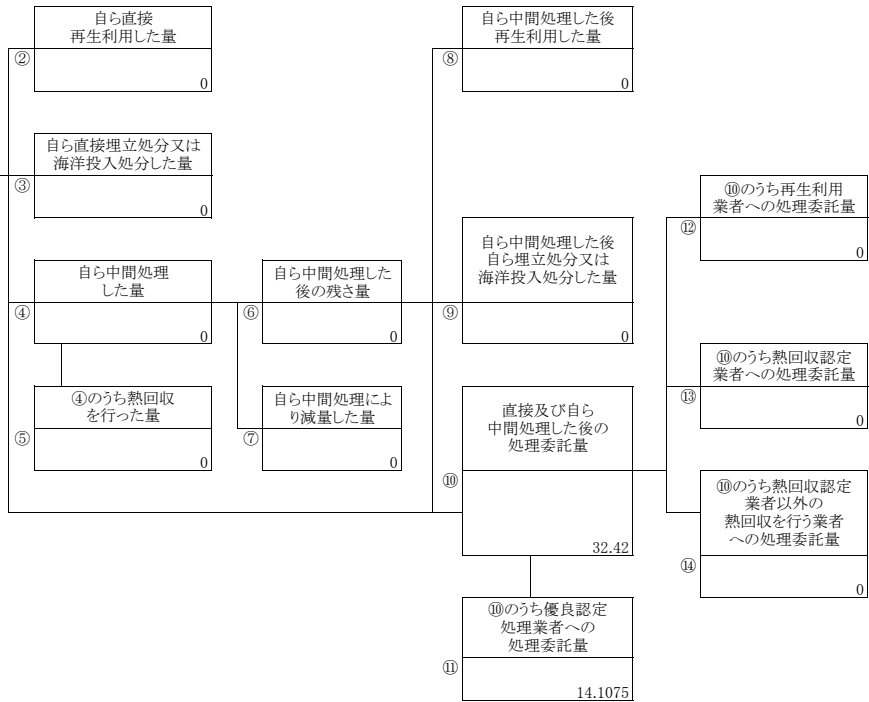 自ら直接
再生利用した量
②
0
自ら直接埋立処分又は
海洋投入処分した量
③
0
自ら中間処理
した量
④
0
④のうち熱回収
を行った量
⑤
0
自ら中間処理した
後の残さ量
⑥
0
自ら中間処理によ
り減量した量
⑦
0
自ら中間処理した後
再生利用した量
⑧
0
自ら中間処理した後
自ら埋立処分又は
海洋投入処分した量
⑨
0
直接及び自ら
中間処理した後の
処理委託量
⑩
32.42
⑩のうち優良認定
処理業者への
処理委託量
⑪
14.1075
⑩のうち再生利用
業者への処理委託量
⑫
0
⑩のうち熱回収認定
業者への処理委託量
⑬
0
⑩のうち熱回収認定
業者以外の
熱回収を行う業者
への処理委託量
⑭
0